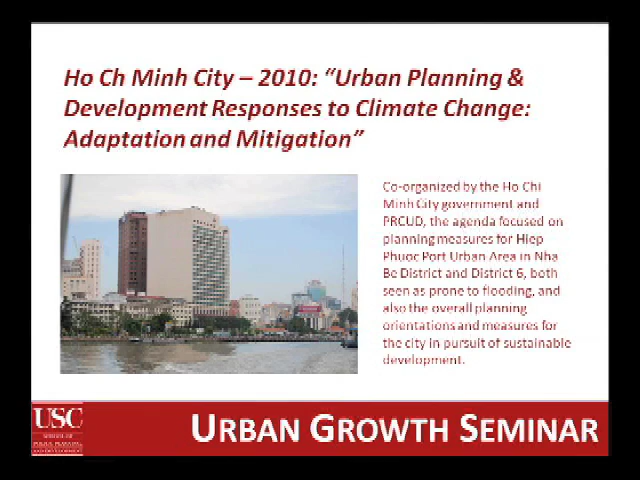 Ho Ch Minh City – 2010: “Urban Planning &
Development Responses to Climate Change:
Adaptation and Mitigation”
Co-organized by the Ho Chi
Minh City government and
PRCUD, the agenda focused on
planning measures for Hiep
Phuoc Port Urban Area in Nha
Be District and District 6, both
seen as prone to flooding, and
also the overall planning
orientations and measures for
the city in pursuit of sustainable
development.
USC
URBAN GROWTH SEMINAR